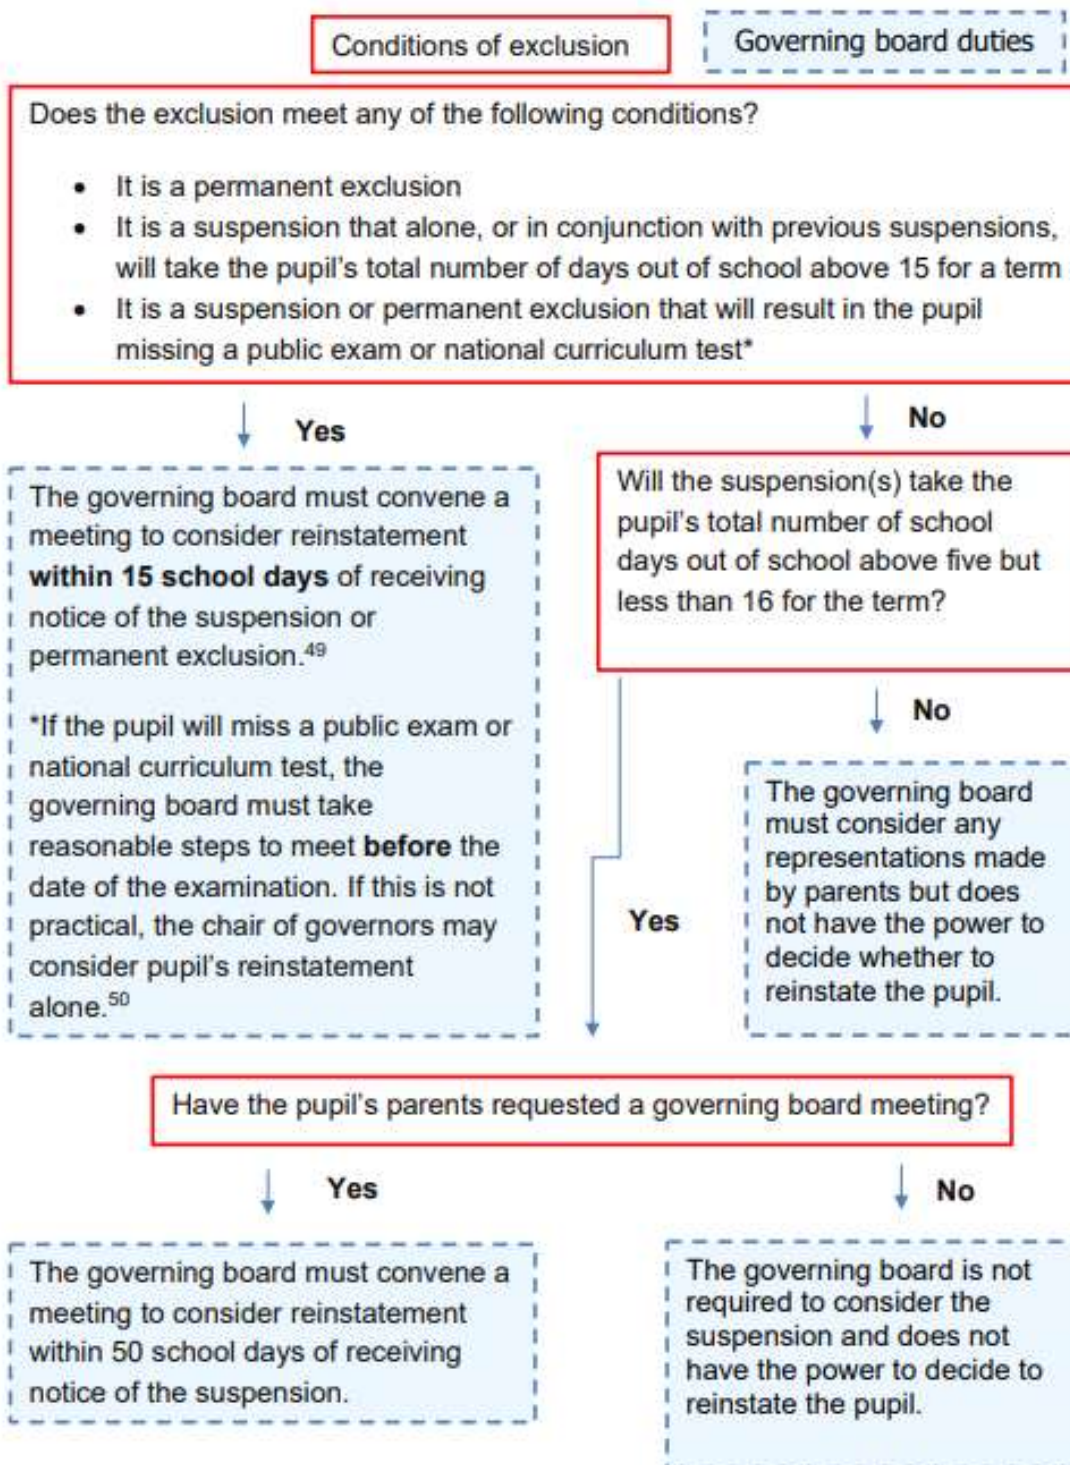 Conditions of exclusion
Governing board duties
Does the exclusion meet any of the following conditions?
• It is a permanent exclusion
• It is a suspension that alone, or in conjunction with previous suspensions,
will take the pupil's total number of days out of school above 15 for a term
• It is a suspension or permanent exclusion that will result in the pupil
missing a public exam or national curriculum test*
Yes
No
The governing board must convene a
meeting to consider reinstatement
within 15 school days of receiving
notice of the suspension or
permanent exclusion.49
*If the pupil will miss a public exam or
national curriculum test, the
governing board must take
reasonable steps to meet before the
date of the examination. If this is not
practical, the chair of governors may
consider pupil's reinstatement
alone.50
Will the suspension(s) take the
pupil's total number of school
days out of school above five but
less than 16 for the term?
No
The governing board
must consider any
representations made
by parents but does
not have the power to
decide whether to
reinstate the pupil.
Yes
Have the pupil's parents requested a governing board meeting?
Yes
No
The governing board must convene a
meeting to consider reinstatement
within 50 school days of receiving
notice of the suspension.
The governing board is not
required to consider the
suspension and does not
have the power to decide to
reinstate the pupil.